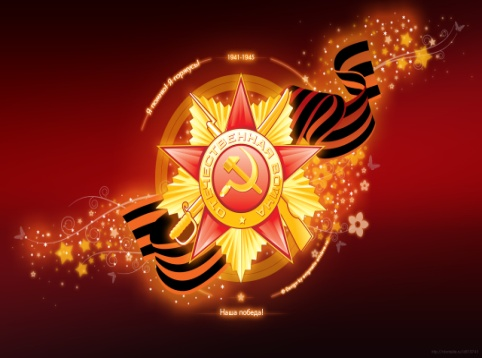 Я помню! Я горжусь!
1941-1945
ОТЕЧЕСТВЕННАЯ ВОЙНА
Наша победа!